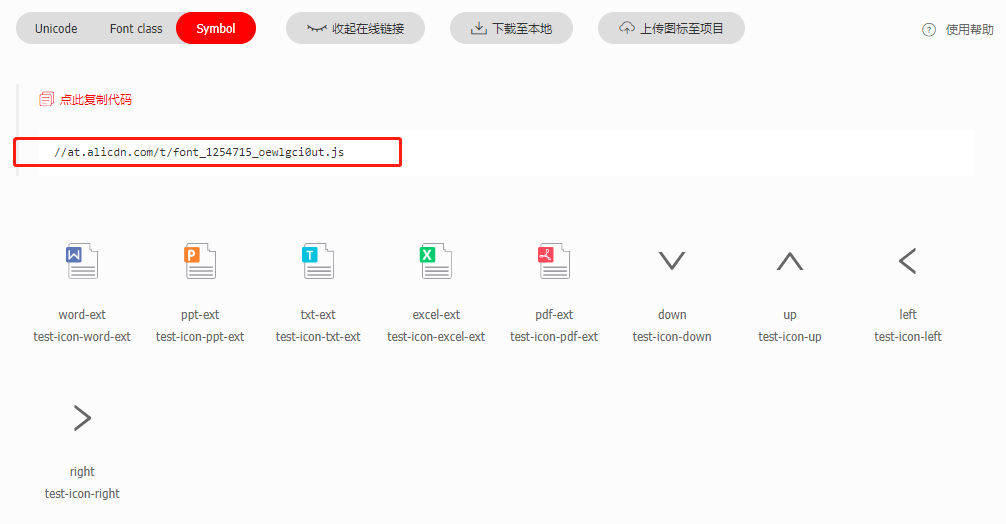 Unicode Font class Symbol 收起在线链接 下载至本地 上传图标至项目 ? 使用帮助
点此复制代码
//at.alicdn.com/t/font_1254715_oewlgci0ut.js
W P T X
word-ext ppt-ext txt-ext excel-ext pdf-ext down up left
test-icon-word-ext test-icon-ppt-ext test-icon-txt-ext test-icon-excel-ext test-icon-pdf-ext test-icon-down test-icon-up test-icon-left
right
test-icon-right